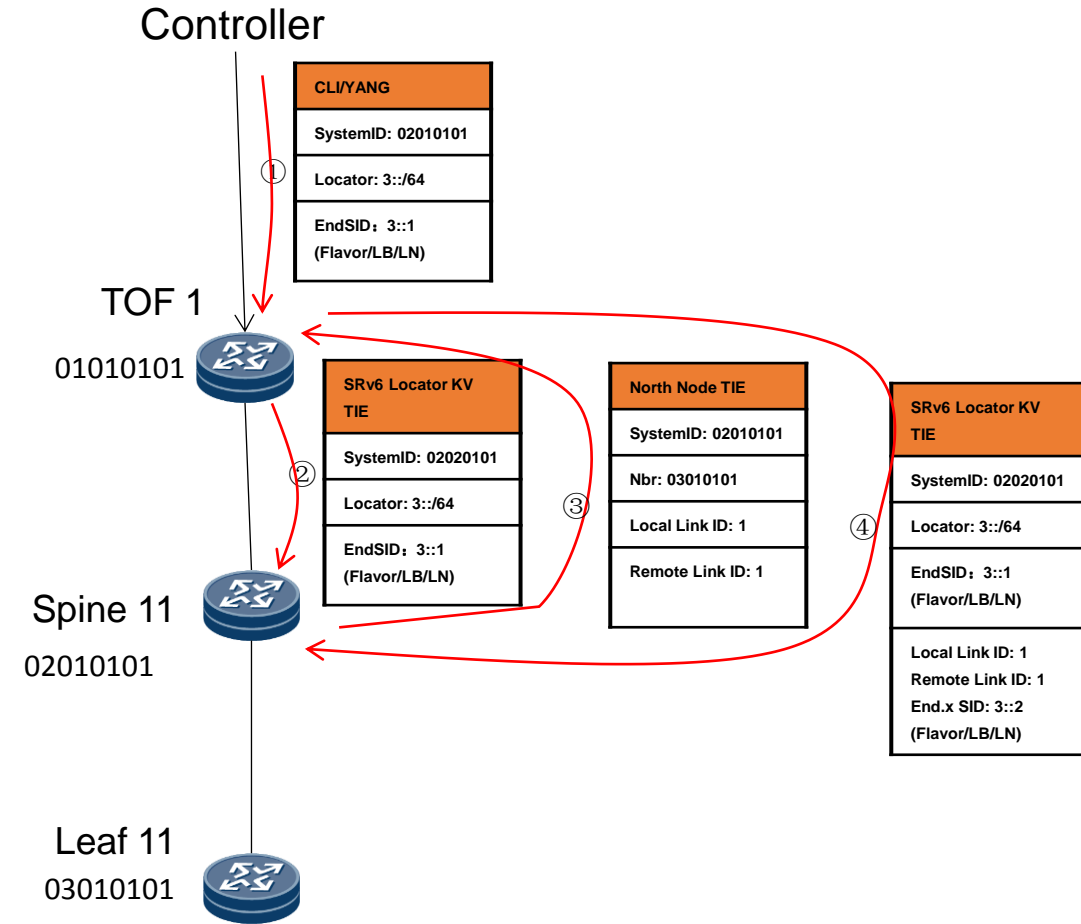 Controller
CLI/YANG
SystemID: 02010101
Locator: 3::/64
EndSID：3::1
(Flavor/LB/LN)
①
TOF 1
01010101
SRv6 Locator KV
TIE
SystemID: 02020101
Locator: 3::/64
EndSID：3::1
(Flavor/LB/LN)
②
③
North Node TIE
SystemID: 02010101
Nbr: 03010101
Local Link ID: 1
Remote Link ID: 1
④
SRv6 Locator KV
TIE
SystemID: 02020101
Locator: 3::/64
EndSID：3::1
(Flavor/LB/LN)
Local Link ID: 1
Remote Link ID: 1
End.x SID: 3::2
(Flavor/LB/LN)
Spine 11
02010101
Leaf 11
03010101